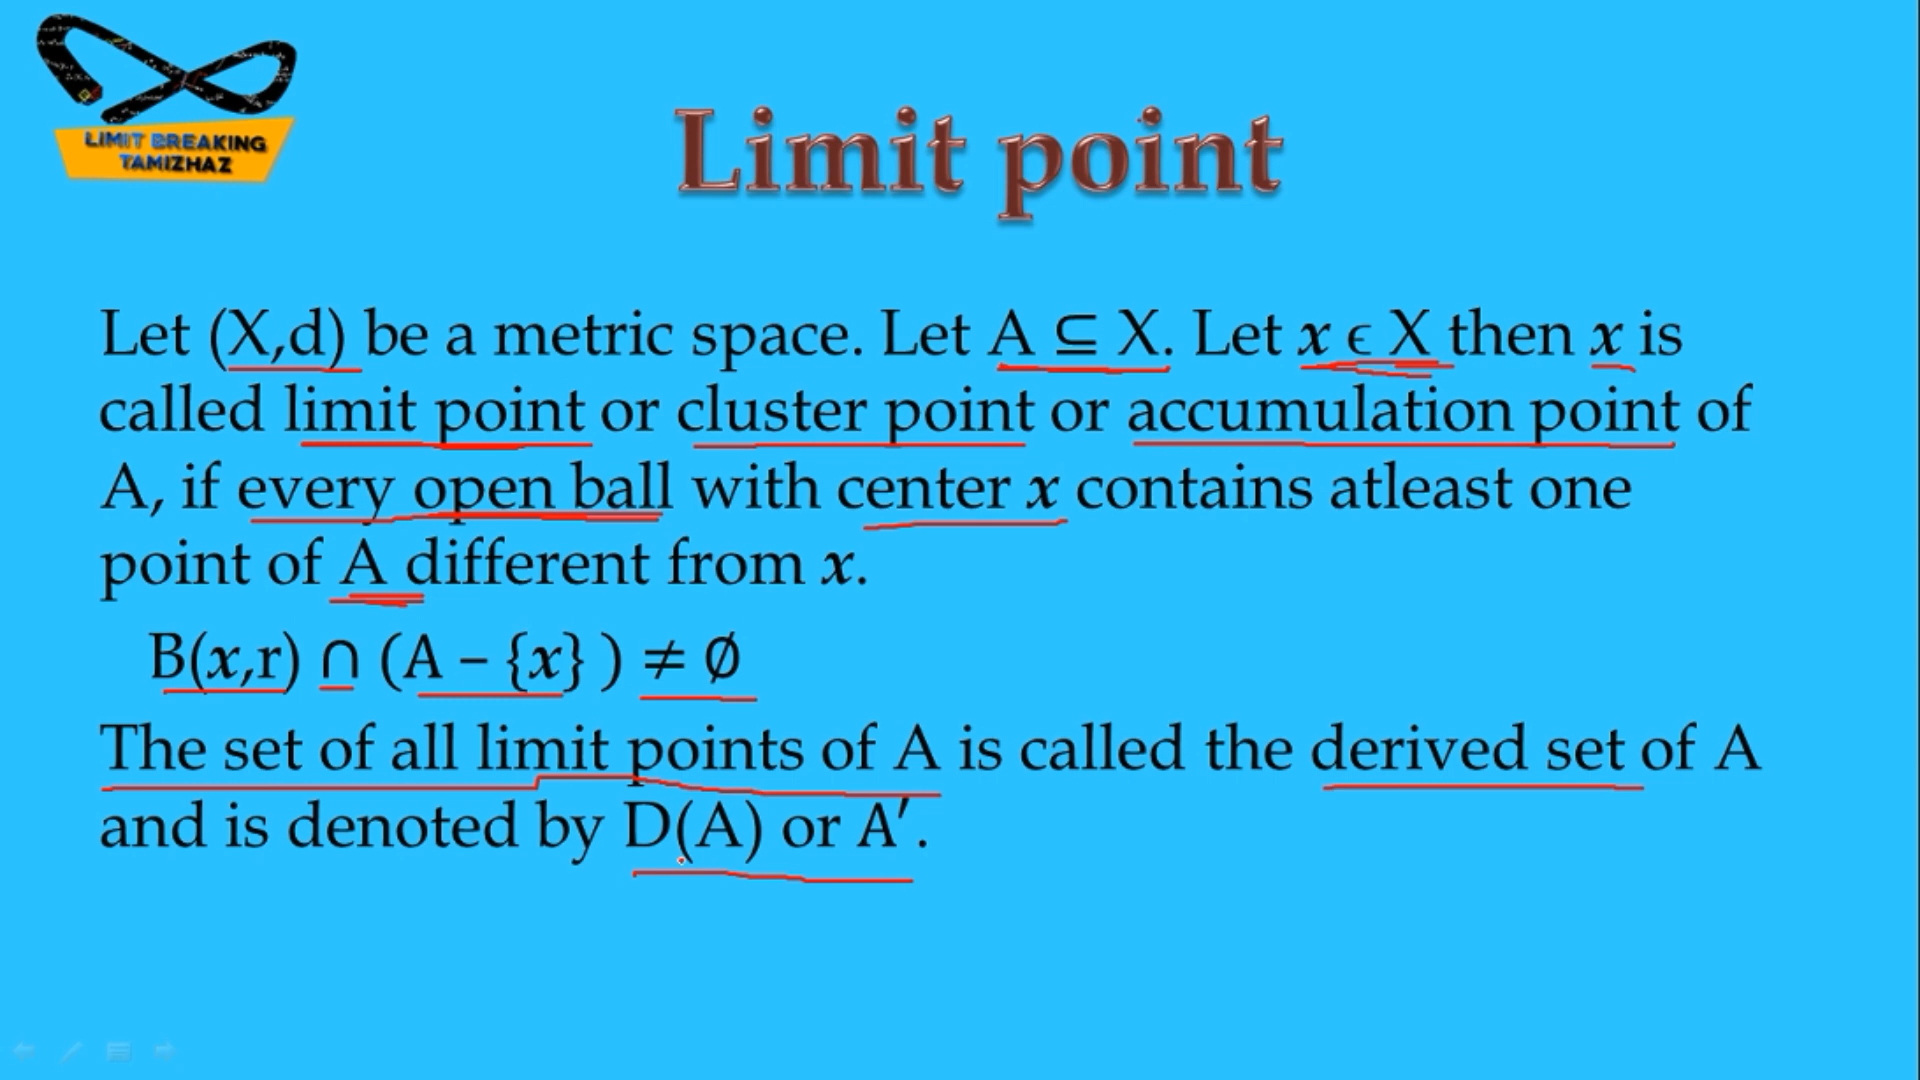 LIMIT BREAKING
TAMIZHAZ
Limit point
Let (X,d) be a metric space. Let A ⊆ X. Let x ϵ X then x is
called limit point or cluster point or accumulation point of
A, if every open ball with center x contains atleast one
point of A different from x.
B(x,r) ∩ (A – {x} ) ≠ ∅
The set of all limit points of A is called the derived set of A
and is denoted by D(A) or A′.